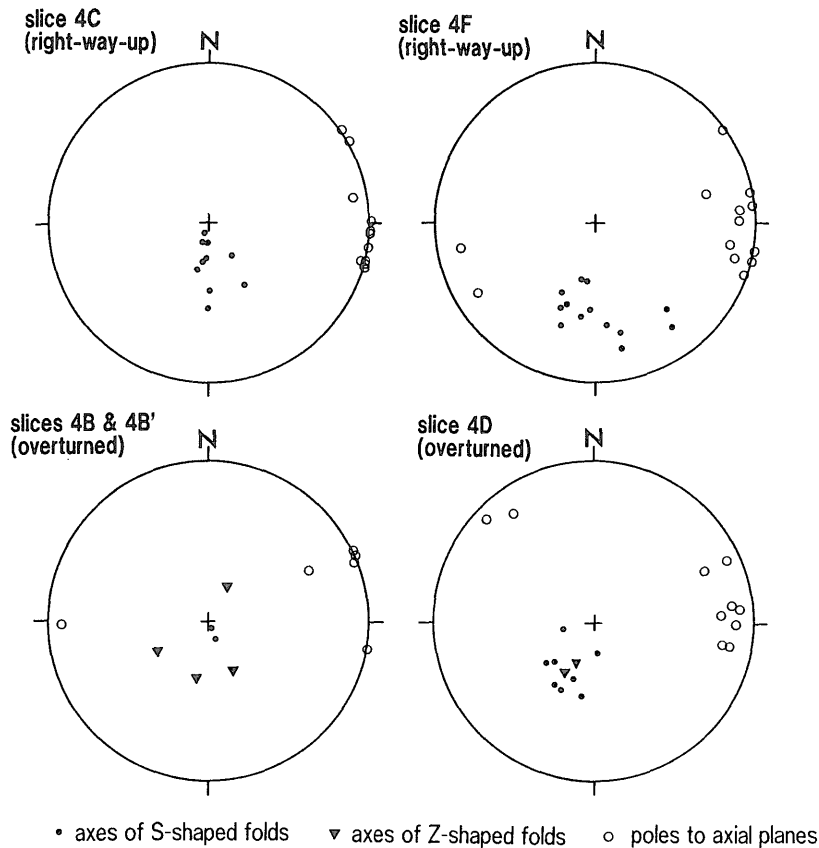 slice 4C
(right-way-up)
N
slice 4F
(right-way-up)
N
slices 4B & 4B'
(overturned)
N
slice 4D
(overturned)
N
axes of S-shaped folds
axes of Z-shaped folds
poles to axial planes